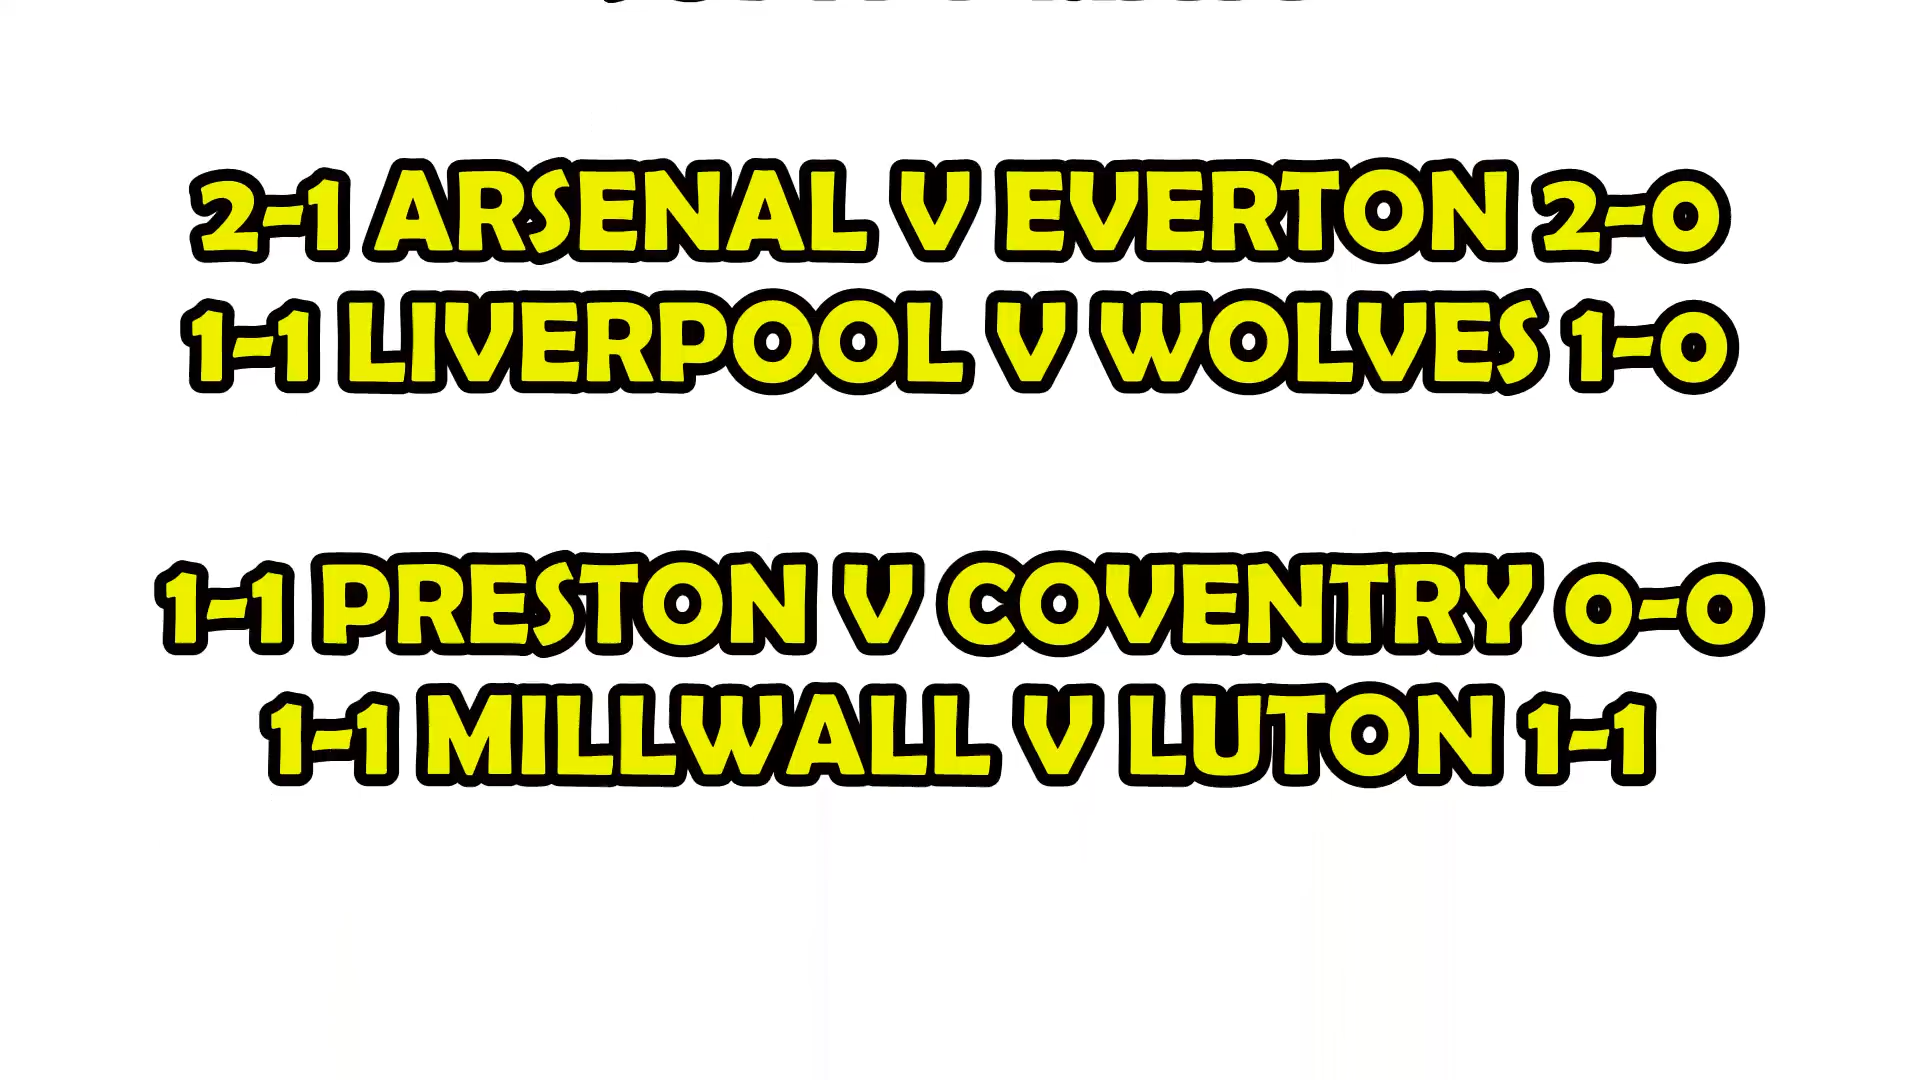 2-1 ARSENAL V EVERTON 2-0
1-1 LIVERPOOL V WOLVES 1-0
1-1 PRESTON V COVENTRY 0-0
1-1 MILLWALL V LUTON 1-1